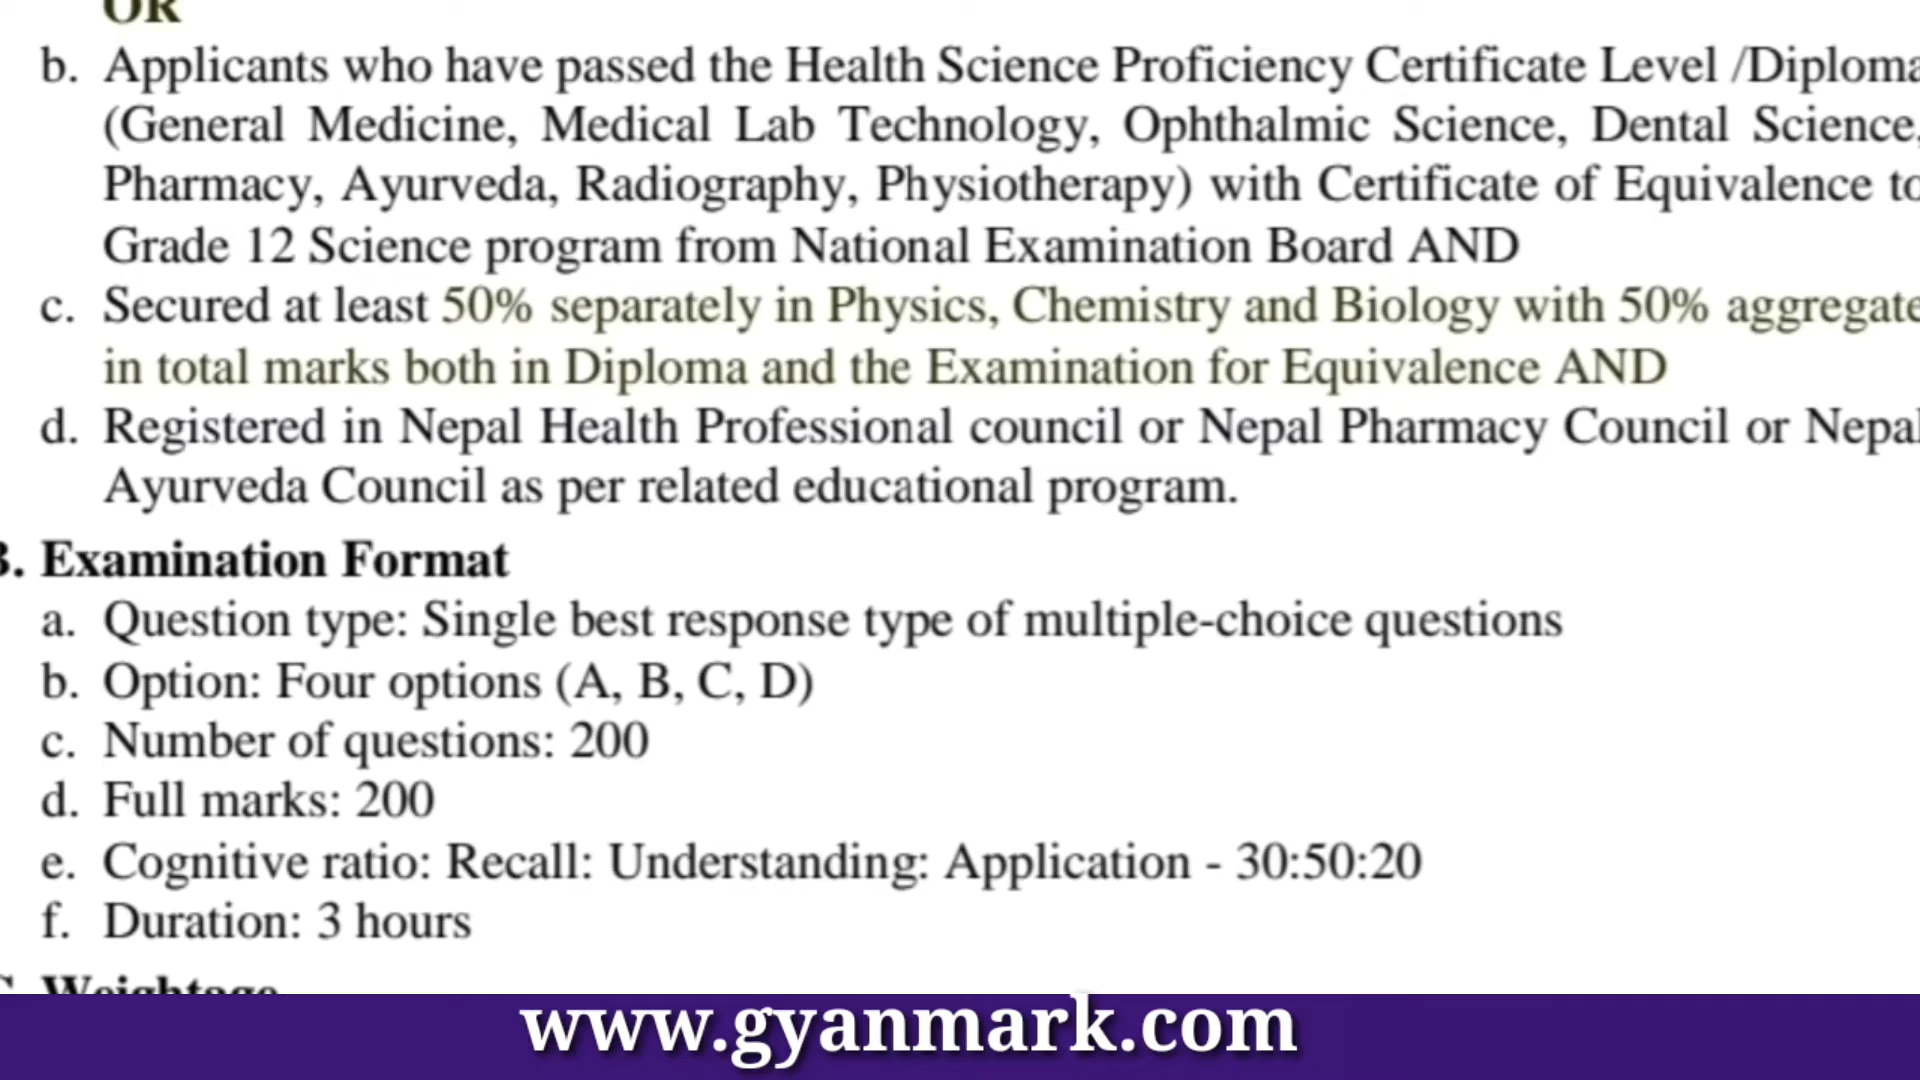 OR
b. Applicants who have passed the Health Science Proficiency Certificate Level /Diploma
(General Medicine, Medical Lab Technology, Ophthalmic Science, Dental Science,
Pharmacy, Ayurveda, Radiography, Physiotherapy) with Certificate of Equivalence to
Grade 12 Science program from National Examination Board AND
c. Secured at least 50% separately in Physics, Chemistry and Biology with 50% aggregate
in total marks both in Diploma and the Examination for Equivalence AND
d. Registered in Nepal Health Professional council or Nepal Pharmacy Council or Nepal
Ayurveda Council as per related educational program.
B. Examination Format
a. Question type: Single best response type of multiple-choice questions
b. Option: Four options (A, B, C, D)
c. Number of questions: 200
d. Full marks: 200
e. Cognitive ratio: Recall: Understanding: Application - 30:50:20
f. Duration: 3 hours
C. Weightage
www.gyanmark.com